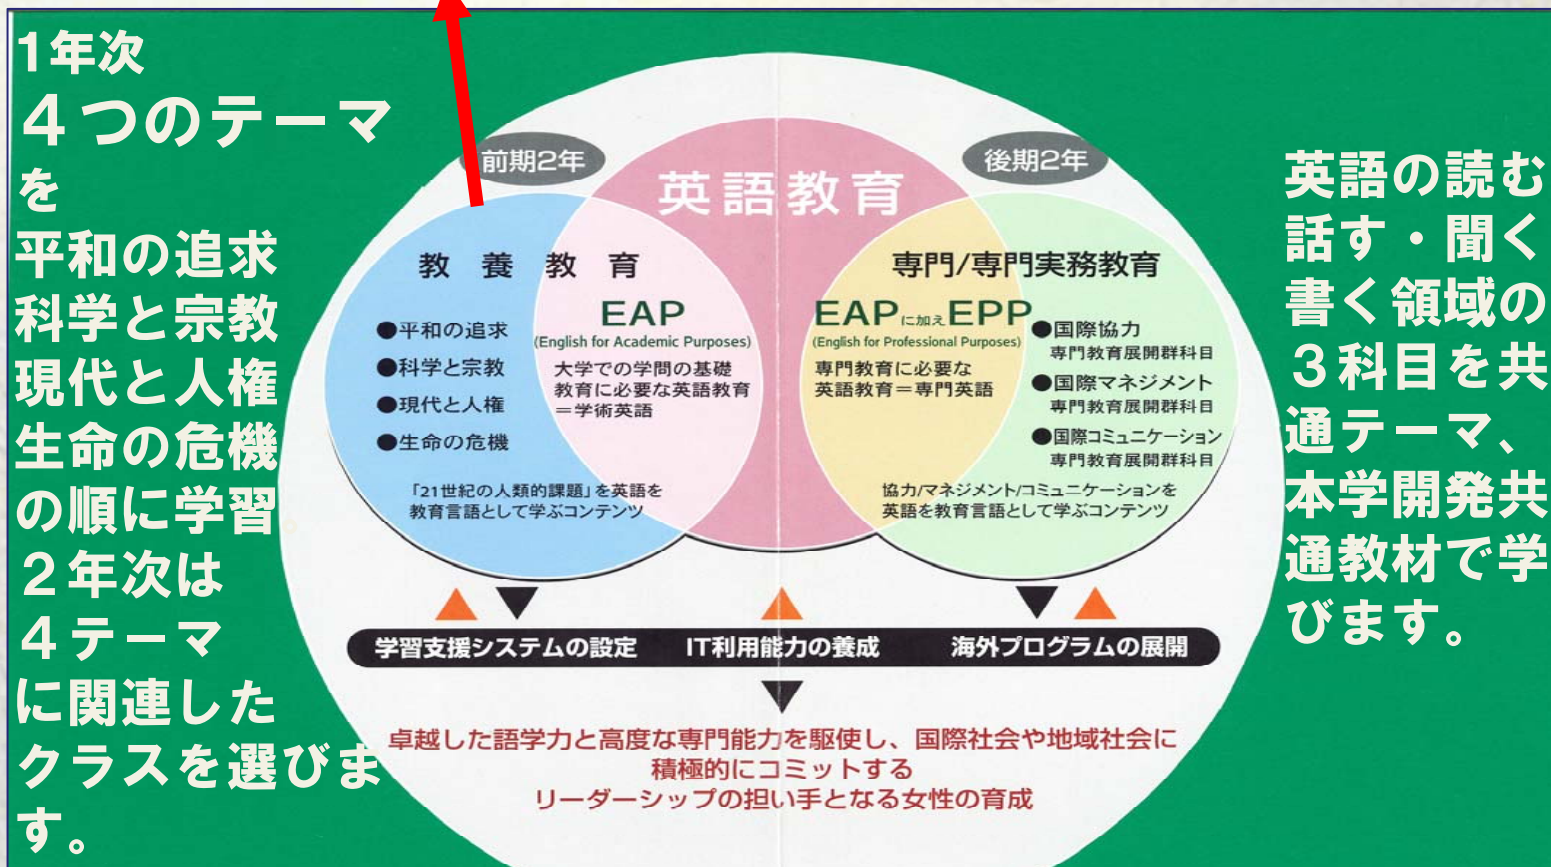 1年次
４つのテーマ
を
平和の追求
科学と宗教
現代と人権
生命の危機
の順に学習
２年次は
４テーマ
に関連した
クラスを選びま
す。
前期2年
後期2年
英語教育
教養教育
●平和の追求
●科学と宗教
●現代と人権
●生命の危機
「21世紀の人類的課題」を英語を
教育言語として学ぶコンテンツ
EAP
(English for Academic Purposes)
大学での学問の基礎
教育に必要な英語教育
＝学術英語
専門/専門実務教育
EAPに加えEPP
(English for Professional Purposes)
専門教育に必要な
英語教育＝専門英語
●国際協力
専門教育展開群科目
●国際マネジメント
専門教育展開群科目
●国際コミュニケーション
専門教育展開群科目
協力/マネジメント/コミュニケーションを
英語を教育言語として学ぶコンテンツ
学習支援システムの設定 IT利用能力の養成 海外プログラムの展開
卓越した語学力と高度な専門能力を駆使し、国際社会や地域社会に
積極的にコミットする
リーダーシップの担い手となる女性の育成
英語の読む
話す・聞く
書く領域の
３科目を共
通テーマ、
本学開発共
通教材で学
びます。